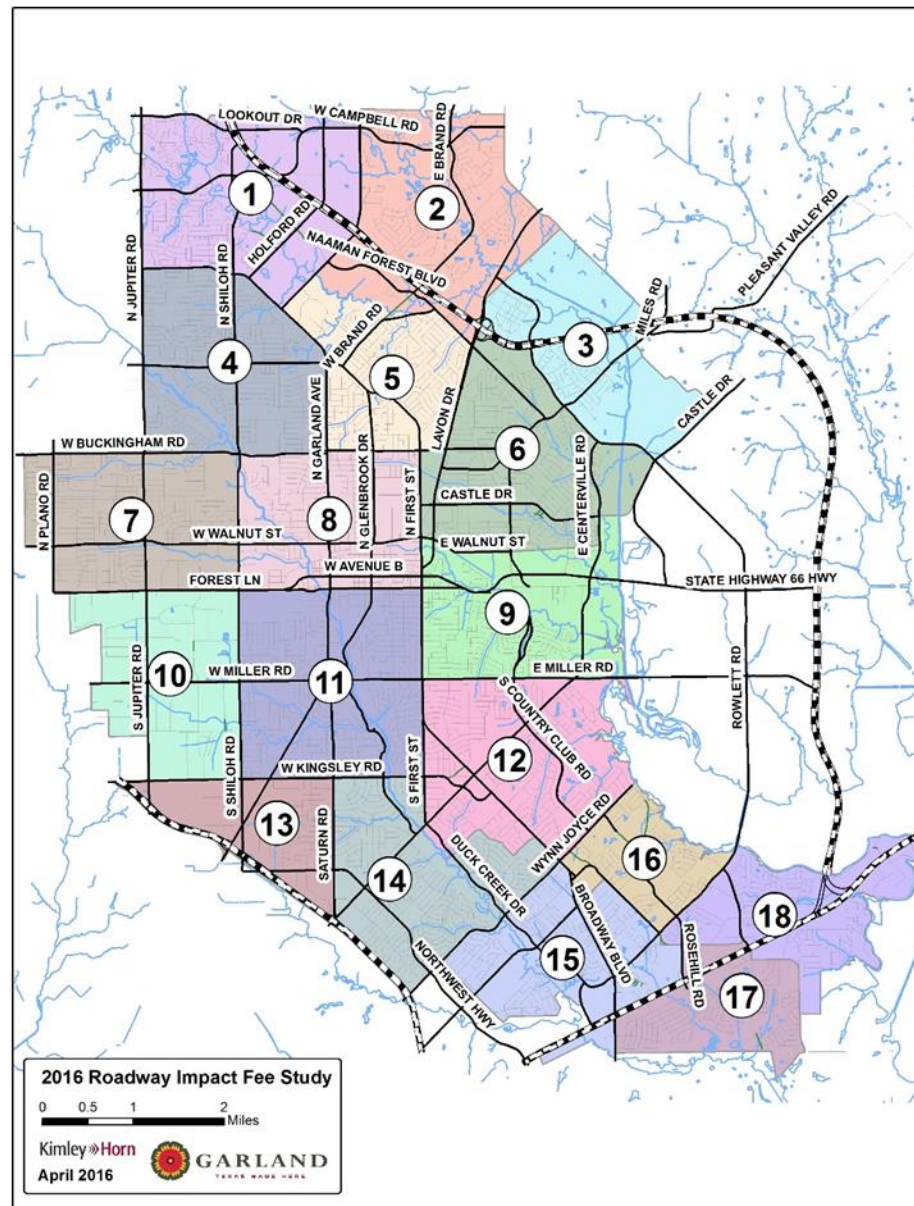 LOOKOUT DR
W CAMPBELL RD
E BRAND RD
1
2
HOLFORD RD
NAAMAN FOREST BLVD
N JUPITER RD
N SHILOH RD
PLEASANT VALLEY RD
MILES RD
3
4
W BRAND RD
5
LAVON DR
CASTLE DR
N GARLAND AVE
W BUCKINGHAM RD
6
N GLENBROOK DR
N FIRST ST
E CENTERVILLE RD
N PLANO RD
7
8
CASTLE DR
W WALNUT ST
E WALNUT ST
W AVENUE B
FOREST LN
STATE HIGHWAY 66 HWY
9
10
W MILLER RD
11
E MILLER RD
ROWLETT RD
S JUPITER RD
S COUNTRY CLUB RD
S SHILOH RD
W KINGSLEY RD
S FIRST ST
12
13
SATURN RD
WYNN JOYCE RD
14
DUCK CREEK DR
16
BROADWAY BLVD
18
NORTHWEST HWY
15
ROSEHILL RD
17
2016 Roadway Impact Fee Study
0 0.5 1 2
Miles
Kimley»Horn
GARLAND
TEXAS MADE HERE
April 2016